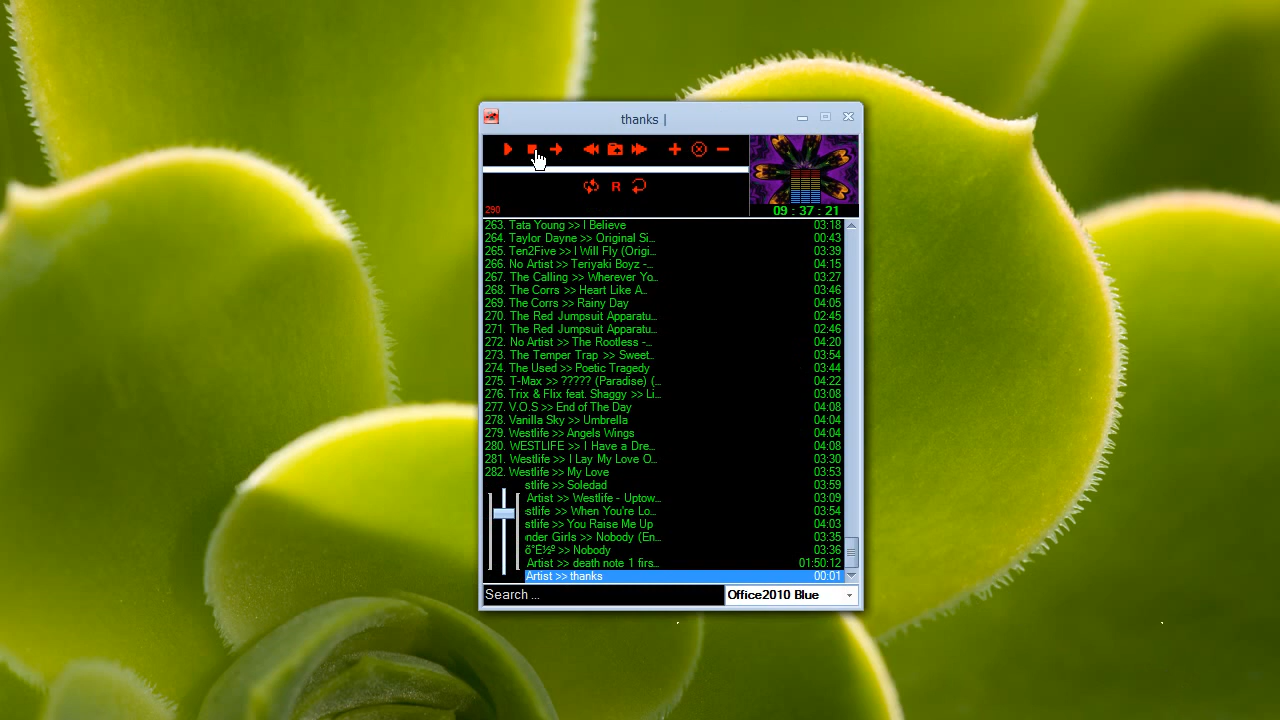 thanks |
R
290
09 : 37 : 21
263. Tata Young >> I Believe 03:18
264. Taylor Dayne >> Original Si... 00:43
265. Ten2Five >> I Will Fly (Origi... 03:39
266. No Artist >> Teriyaki Boyz -... 04:15
267. The Calling >> Wherever Yo... 03:27
268. The Corrs >> Heart Like A... 03:46
269. The Corrs >> Rainy Day 04:05
270. The Red Jumpsuit Apparatu... 02:45
271. The Red Jumpsuit Apparatu... 02:46
272. No Artist >> The Rootless -... 04:20
273. The Temper Trap >> Sweet... 03:54
274. The Used >> Poetic Tragedy 03:44
275. T-Max >> ????? (Paradise) (... 04:22
276. Trix & Flix feat. Shaggy >> Li... 03:08
277. V.O.S >> End of The Day 04:08
278. Vanilla Sky >> Umbrella 04:04
279. Westlife >> Angels Wings 04:04
280. WESTLIFE >> I Have a Dre... 04:08
281. Westlife >> I Lay My Love O... 03:30
282. Westlife >> My Love 03:53
stlife >> Soledad 03:59
Artist >> Westlife - Uptow... 03:09
stlife >> When You're Lo... 03:54
stlife >> You Raise Me Up 04:03
nder Girls >> Nobody (En... 03:35
>> Nobody 03:36
Artist >> death note 1 firs... 01:50:12
Artist >> thanks 00:01
Search ...
Office2010 Blue